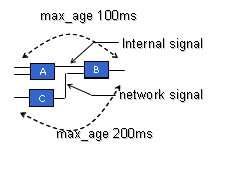 max_age 100ms
Internal signal
A
B
C
network signal
max_age 200ms